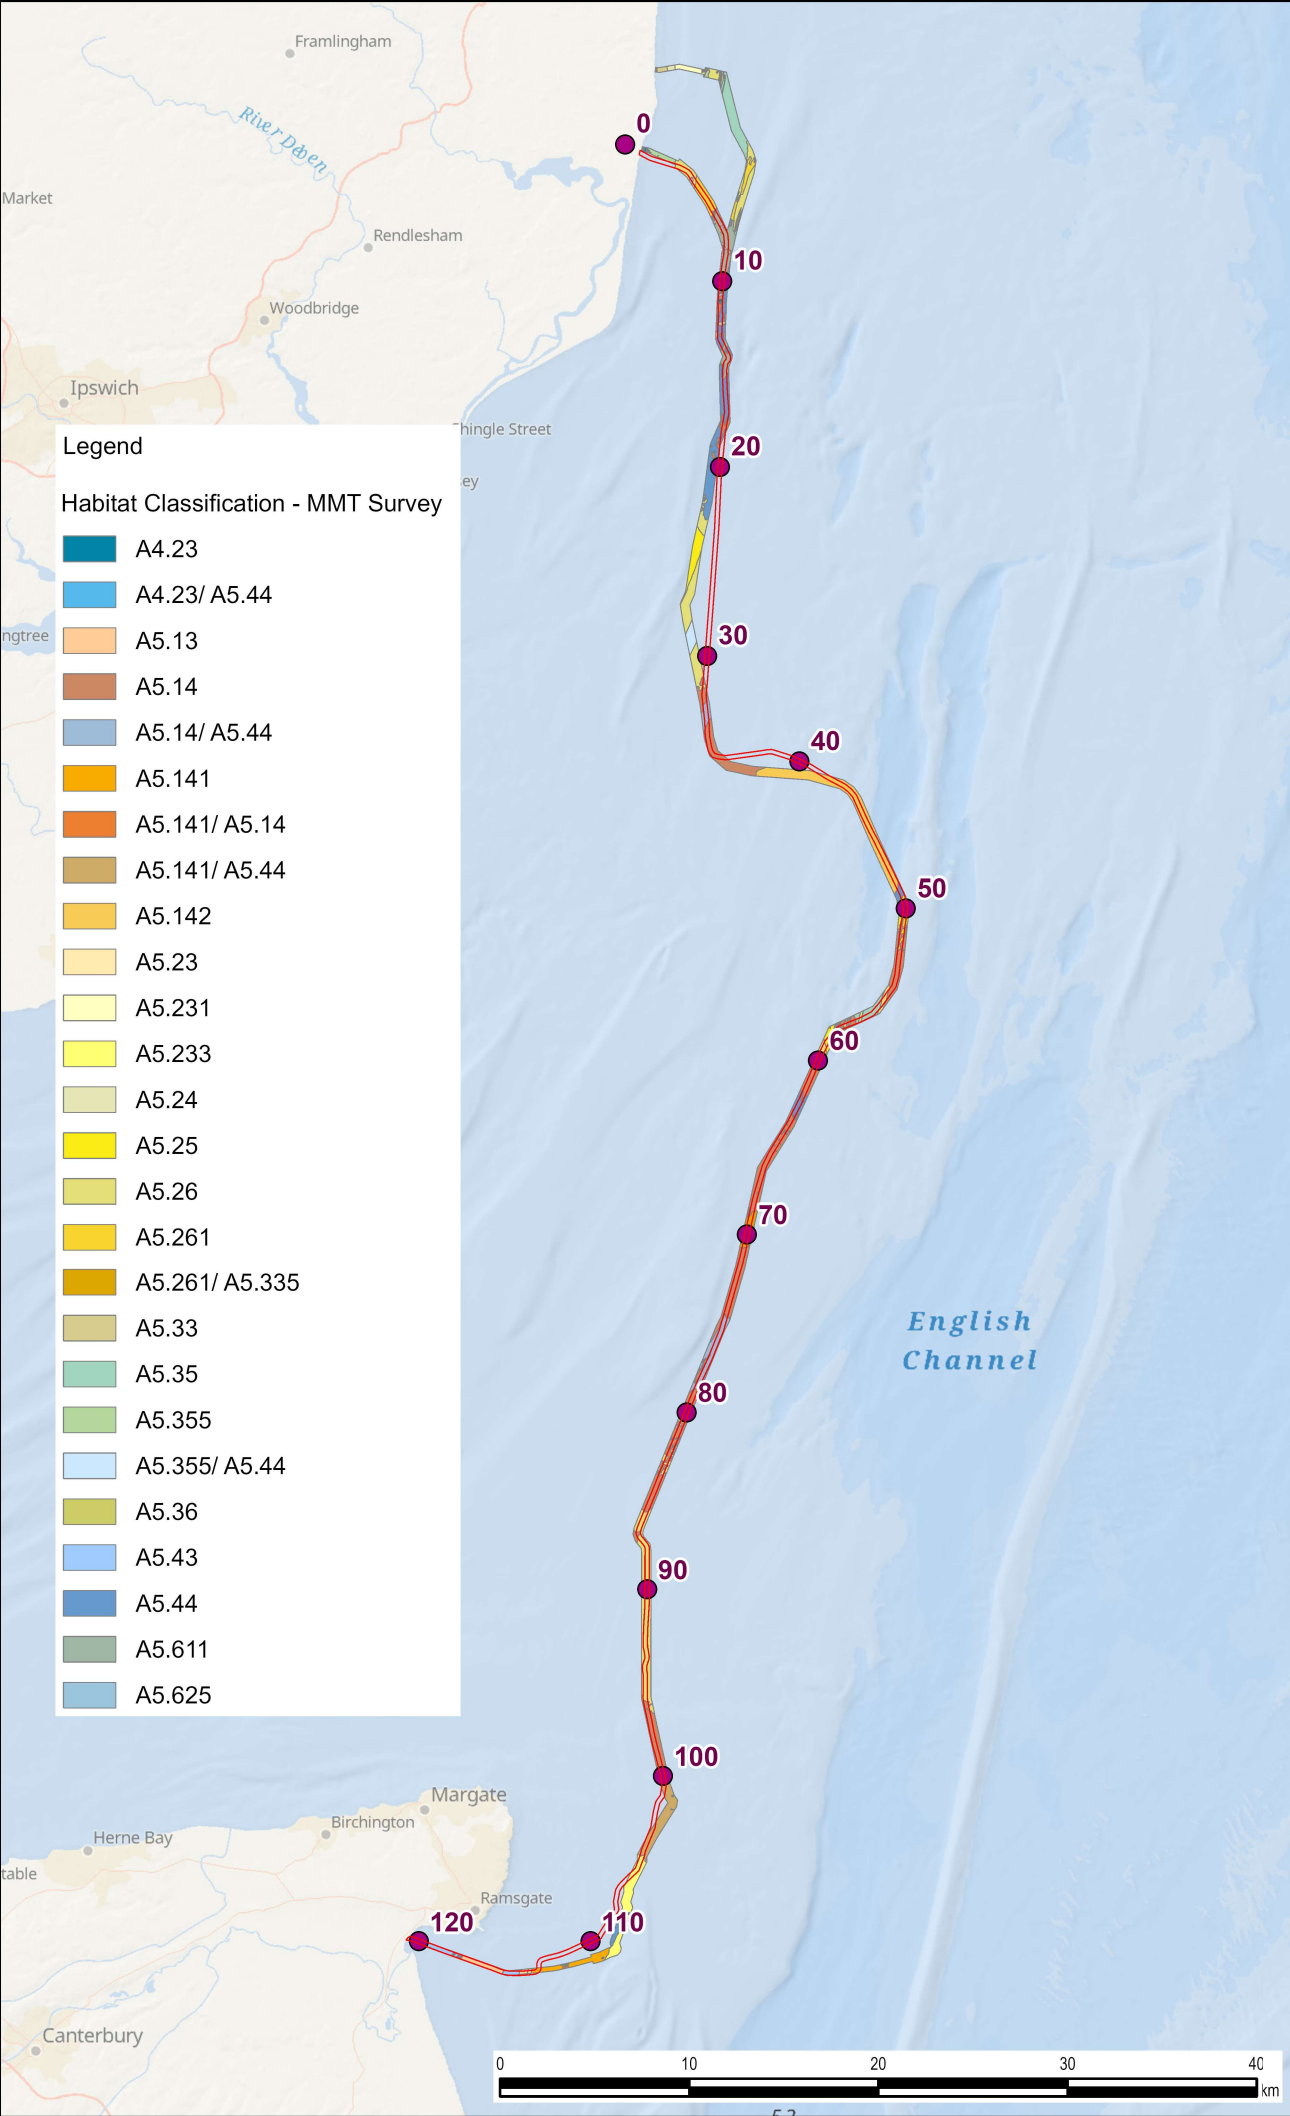 Framlingham
River Deben
0
Market
Rendlesham
10
Woodbridge
Ipswich
Shingle Street
20
Legend
ey
Habitat Classification - MMT Survey
A4.23
A4.23/ A5.44
A5.13
ngtree
30
A5.14
A5.14/ A5.44
40
A5.141
A5.141/ A5.14
A5.141/ A5.44
50
A5.142
A5.23
A5.231
60
A5.233
A5.24
A5.25
A5.26
70
A5.261
A5.261/ A5.335
English
Channel
A5.33
A5.35
80
A5.355
A5.355/ A5.44
A5.36
A5.43
90
A5.44
A5.611
A5.625
100
Margate
Birchington
Herne Bay
table
Ramsgate
120
110
Canterbury
0 10 20 30 40
km